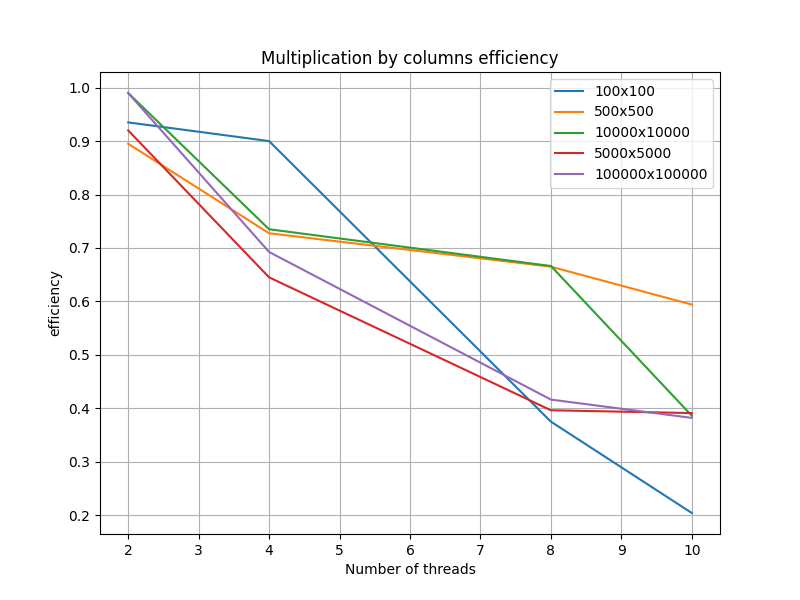 Multiplication by columns efficiency
100x100
500x500
10000x10000
5000x5000
100000x100000
efficiency
1.0
0.9
0.8
0.7
0.6
0.5
0.4
0.3
0.2
2 3 4 5 6 7 8 9 10
Number of threads